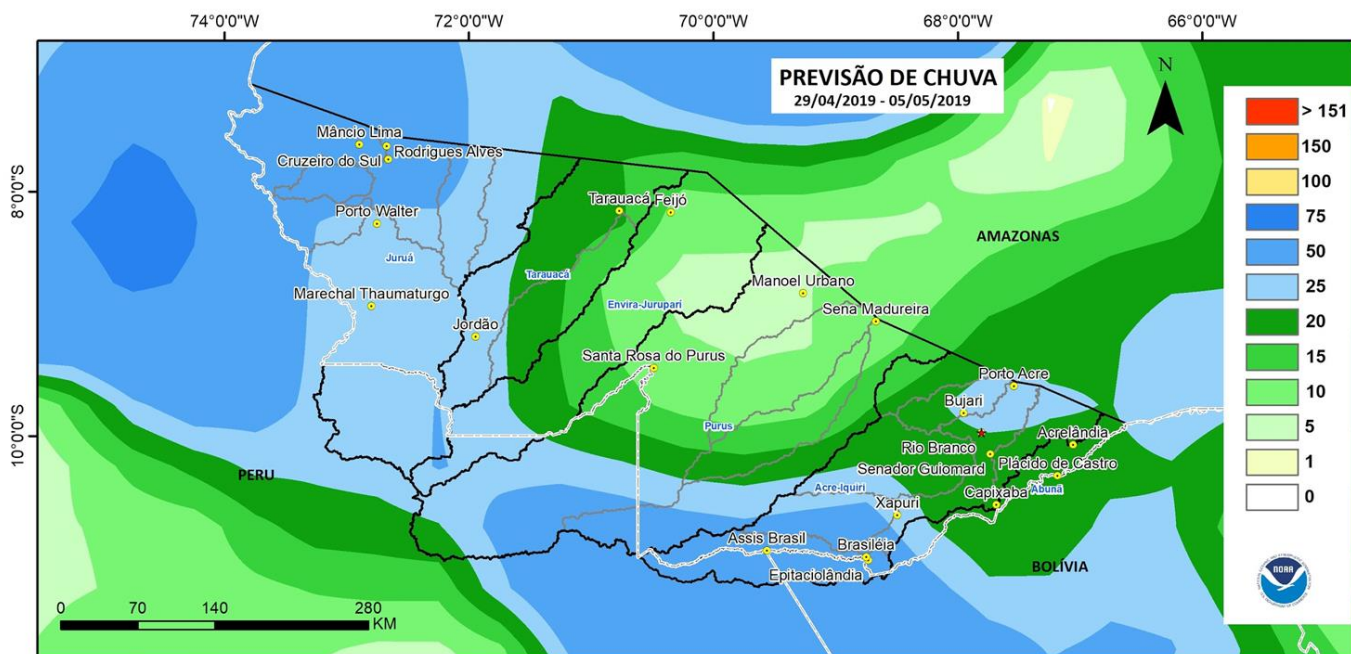 74°0'0"W
72°0'0"W
70°0'0"W
68°0'0"W
66°0'0"W
PREVISÃO DE CHUVA
29/04/2019 - 05/05/2019
N
> 151
150
100
75
50
25
20
15
10
5
1
0
8°0'0"S
10°0'0"S
Mâncio Lima
Rodrigues Alves
Cruzeiro do Sul
Porto Walter
Juruá
Marechal Thaumaturgo
Jordão
Tarauacá
Feijó
Tarauacá
Envira-Jurupari
Manoel Urbano
Sena Madureira
Santa Rosa do Purus
Purus
AMAZONAS
Porto Acre
Bujari
Rio Branco
Acrelândia
Senador Guiomard
Plácido de Castro
Acre-Iquiri
Xapuri
Capixaba
Abunã
Assis Brasil
Brasiléia
Epitaciolândia
PERU
BOLÍVIA
NOAA
0
70
140
280
KM